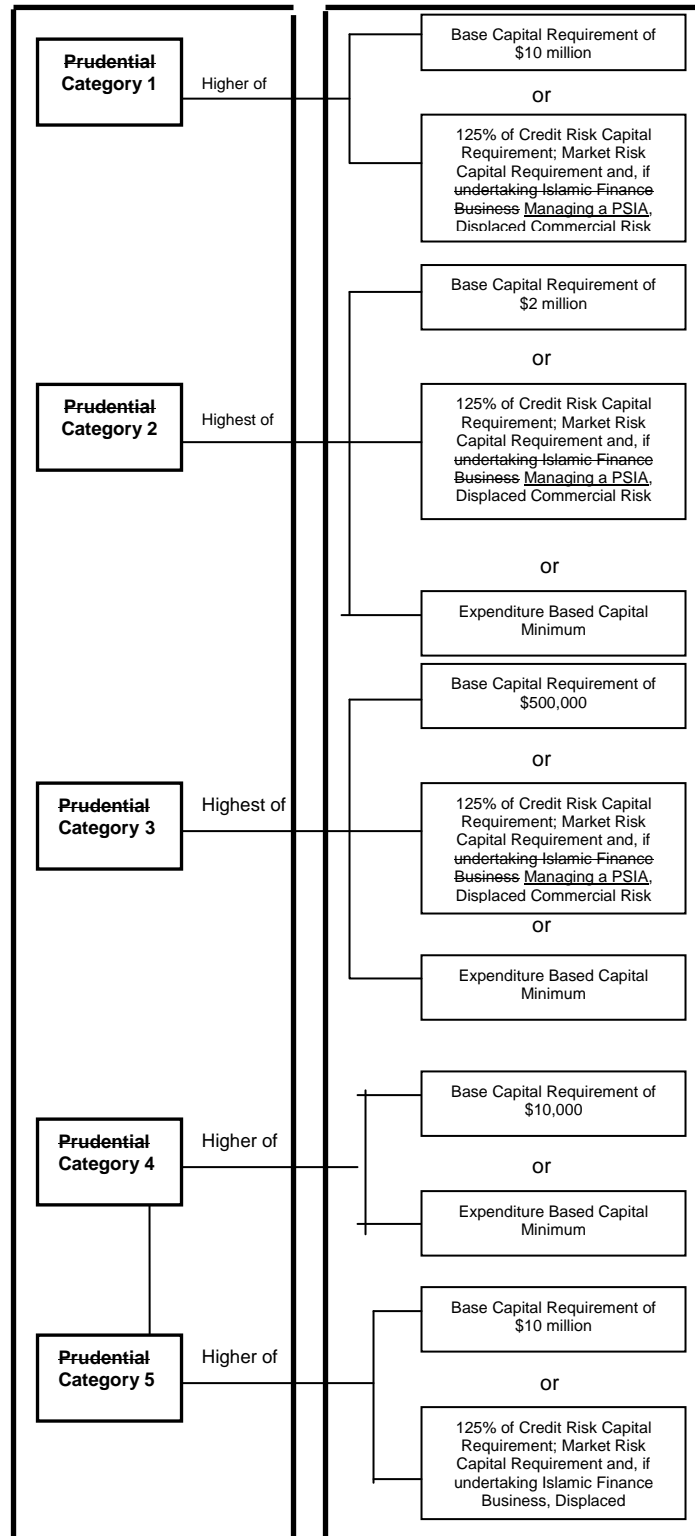 Prudential
Category 1
Higher of
Base Capital Requirement of
$10 million
or
125% of Credit Risk Capital
Requirement; Market Risk
Capital Requirement and, if
undertaking Islamic Finance
Business Managing a PSIA,
Displaced Commercial Risk
Prudential
Category 2
Highest of
Base Capital Requirement of
$2 million
or
125% of Credit Risk Capital
Requirement; Market Risk
Capital Requirement and, if
undertaking Islamic Finance
Business Managing a PSIA,
Displaced Commercial Risk
or
Expenditure Based Capital
Minimum
Prudential
Category 3
Highest of
Base Capital Requirement of
$500,000
or
125% of Credit Risk Capital
Requirement; Market Risk
Capital Requirement and, if
undertaking Islamic Finance
Business Managing a PSIA,
Displaced Commercial Risk
or
Expenditure Based Capital
Minimum
Prudential
Category 4
Higher of
Base Capital Requirement of
$10,000
or
Expenditure Based Capital
Minimum
Prudential
Category 5
Higher of
Base Capital Requirement of
$10 million
or
125% of Credit Risk Capital
Requirement; Market Risk
Capital Requirement and, if
undertaking Islamic Finance
Business, Displaced